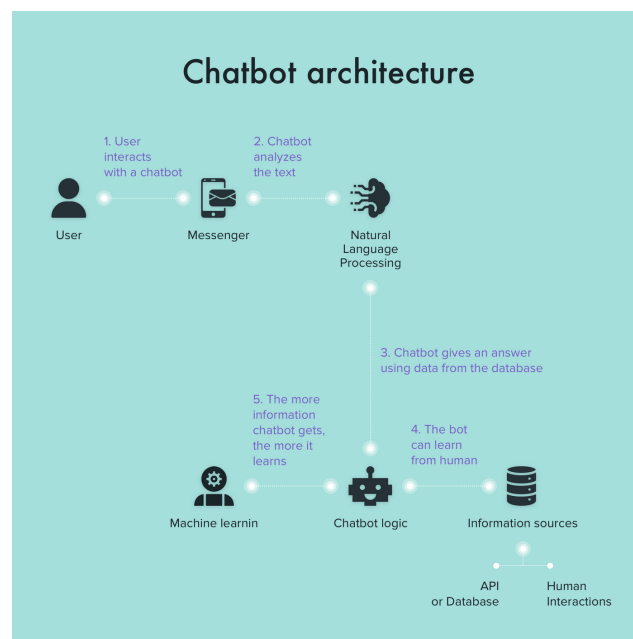 Chatbot architecture
1. User
interacts
with a chatbot
2. Chatbot
analyzes
the text
User
Messenger
Natural
Language
Processing
3. Chatbot gives an answer
using data from the database
5. The more
information
chatbot gets,
the more it
learns
4. The bot
can learn
from human
Machine learnin
Chatbot logic
Information sources
API
or Database
Human
Interactions